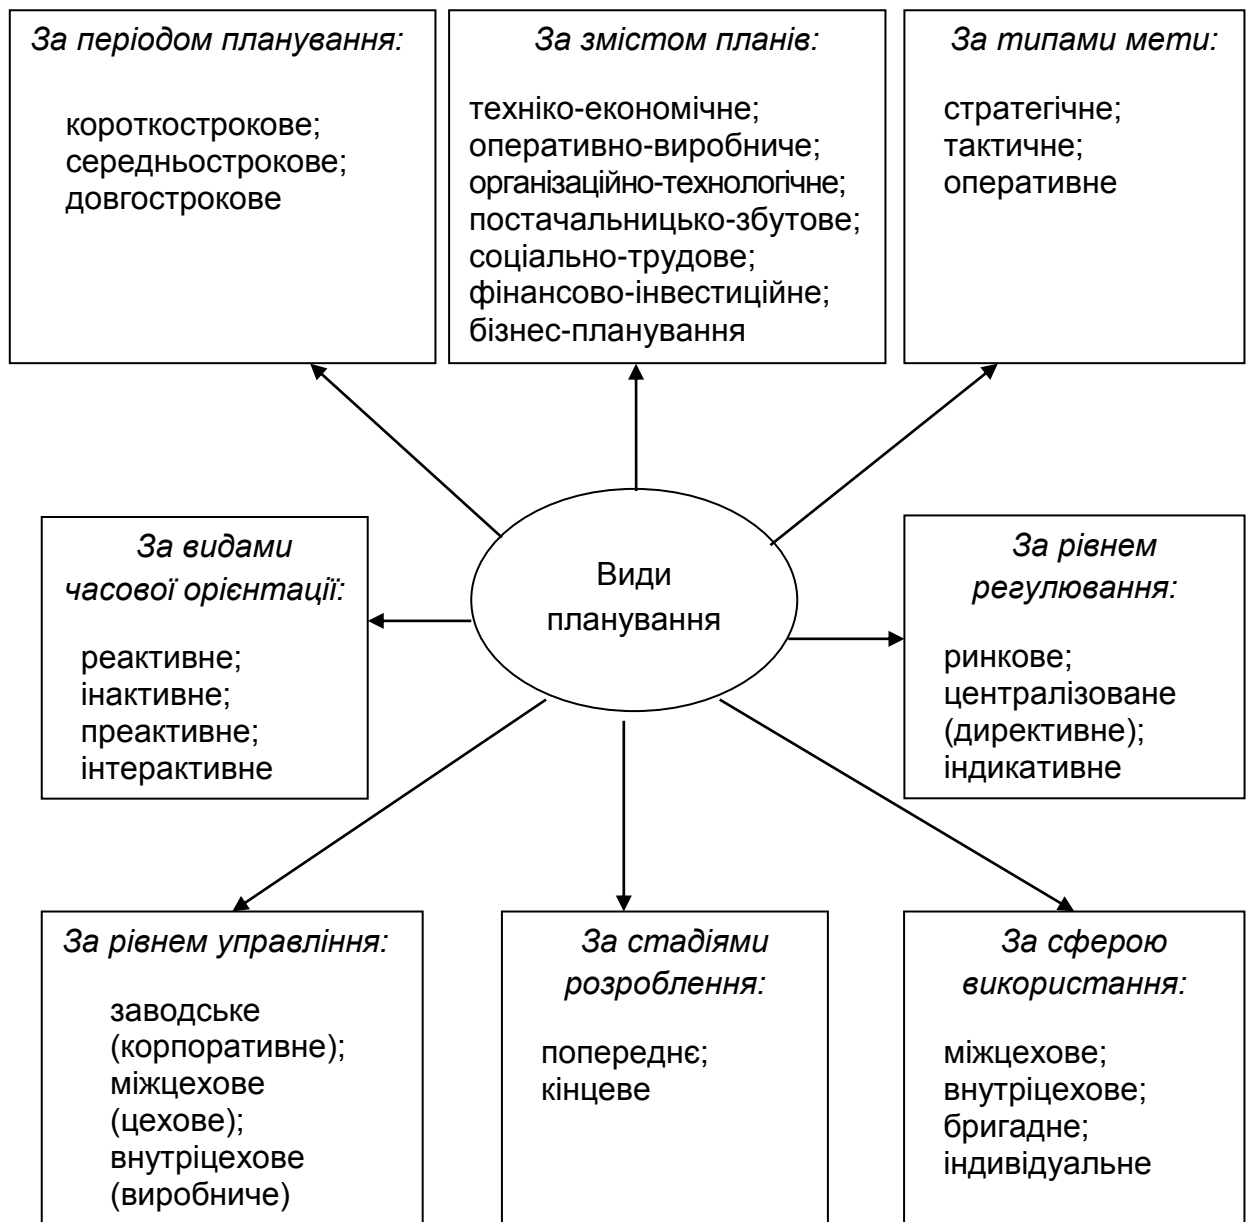 За періодом планування:
короткострокове;
середньострокове;
довгострокове
За змістом планів:
техніко-економічне;
оперативно-виробниче;
організаційно-технологічне;
постачальницько-збутове;
соціально-трудове;
фінансово-інвестиційне;
бізнес-планування
За типами мети:
стратегічне;
тактичне;
оперативне
За видами
часової орієнтації:
реактивне;
інактивне;
преактивне;
інтерактивне
Види
планування
За рівнем
регулювання:
ринкове;
централізоване
(директивне);
індикативне
За рівнем управління:
заводське
(корпоративне);
міжцехове
(цехове);
внутріцехове
(виробниче)
За стадіями
розроблення:
попереднє;
кінцеве
За сферою
використання:
міжцехове;
внутріцехове;
бригадне;
індивідуальне